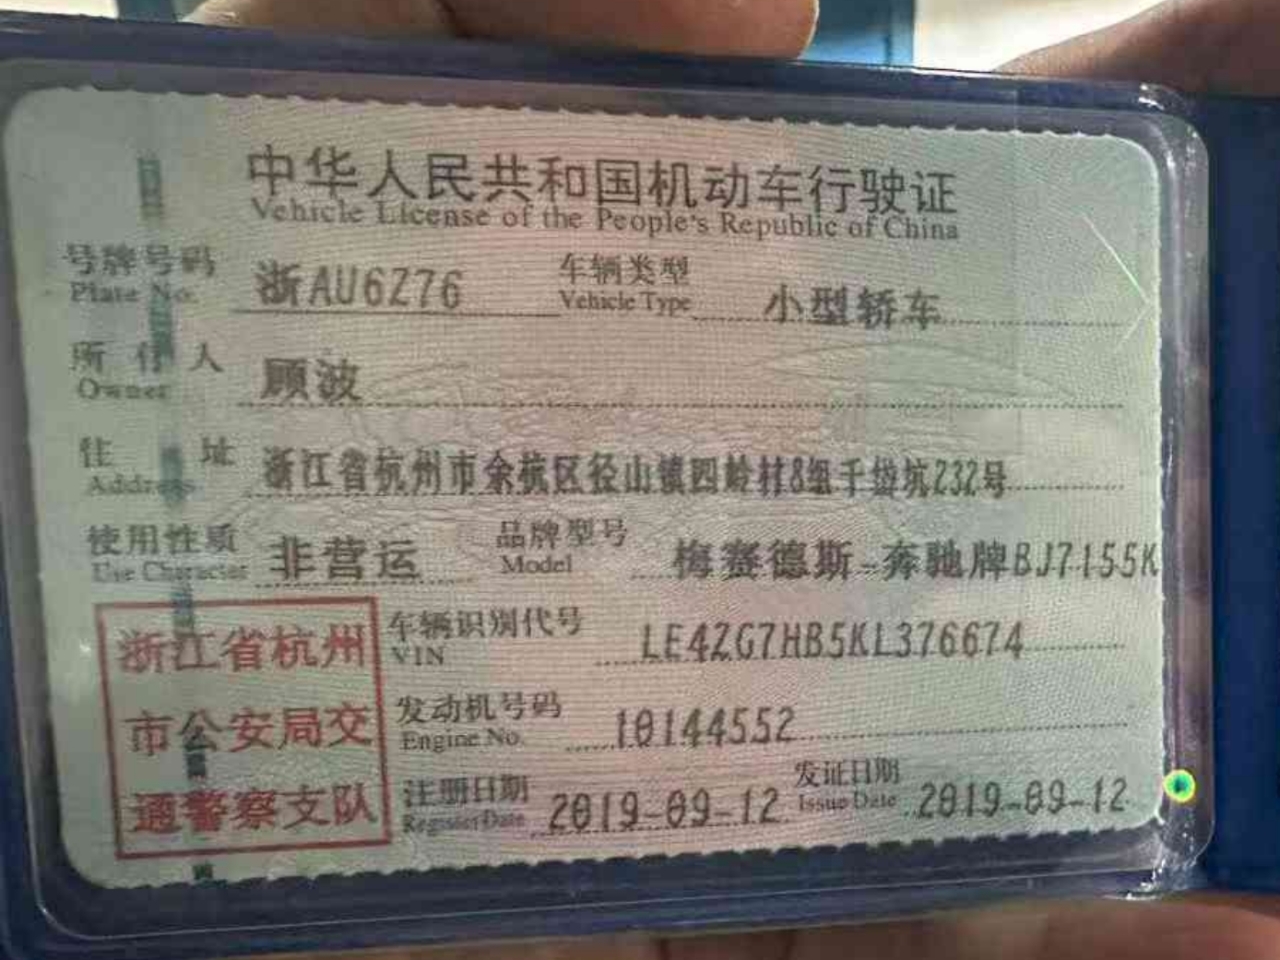 中华人民共和国机动车行驶证
Vehicle License of the People's Republic of China
号牌号码 浙AU6Z76 车辆类型 小型轿车
Plate No. Vehicle Type
所有人 顾波
Owner
住址 浙江省杭州市余杭区径山镇四岭村8组千袋坑232号
Address
使用性质 非营运 品牌型号 梅赛德斯-奔驰牌BJ7155K
Use Character Model
浙江省杭州
市公安局交
通警察支队
车辆识别代号 LE4ZG7HB5KL376674
VIN
发动机号码 10144552
Engine No.
注册日期 2019-09-12 发证日期 2019-09-12
Register Date Issue Date